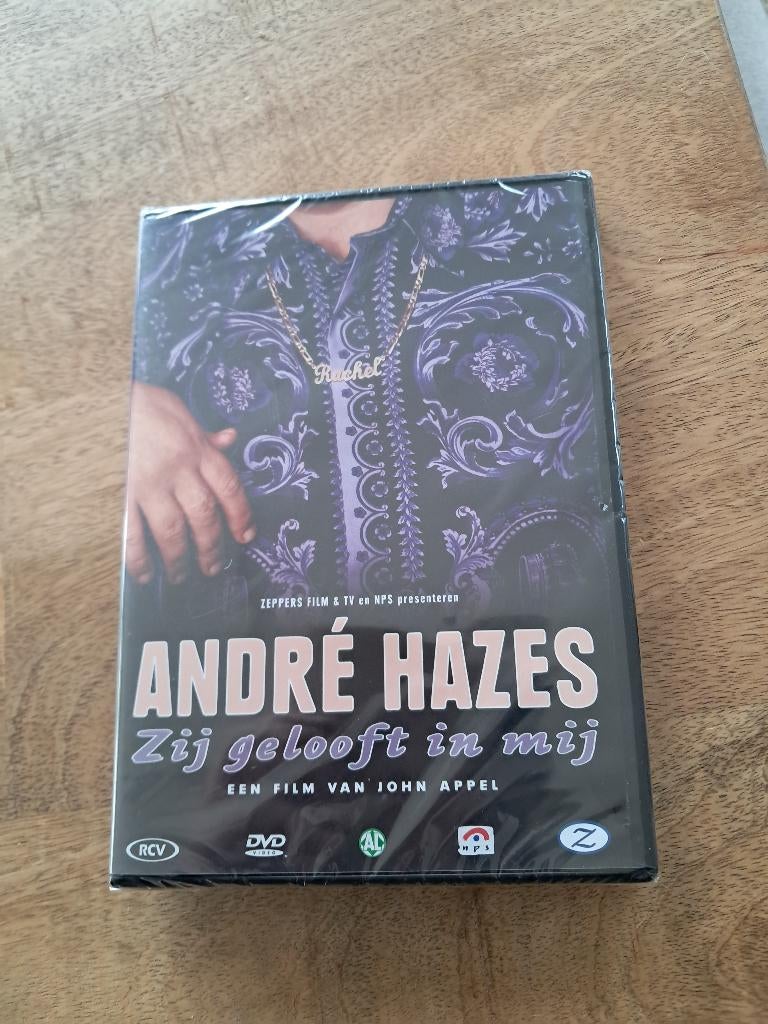 Rachel
ZEPPERS FILM & TV en NPS presenteren
ANDRÉ HAZES
Zij gelooft in mij
EEN FILM VAN JOHN APPEL
RCV DVD VIDEO AL nps Z